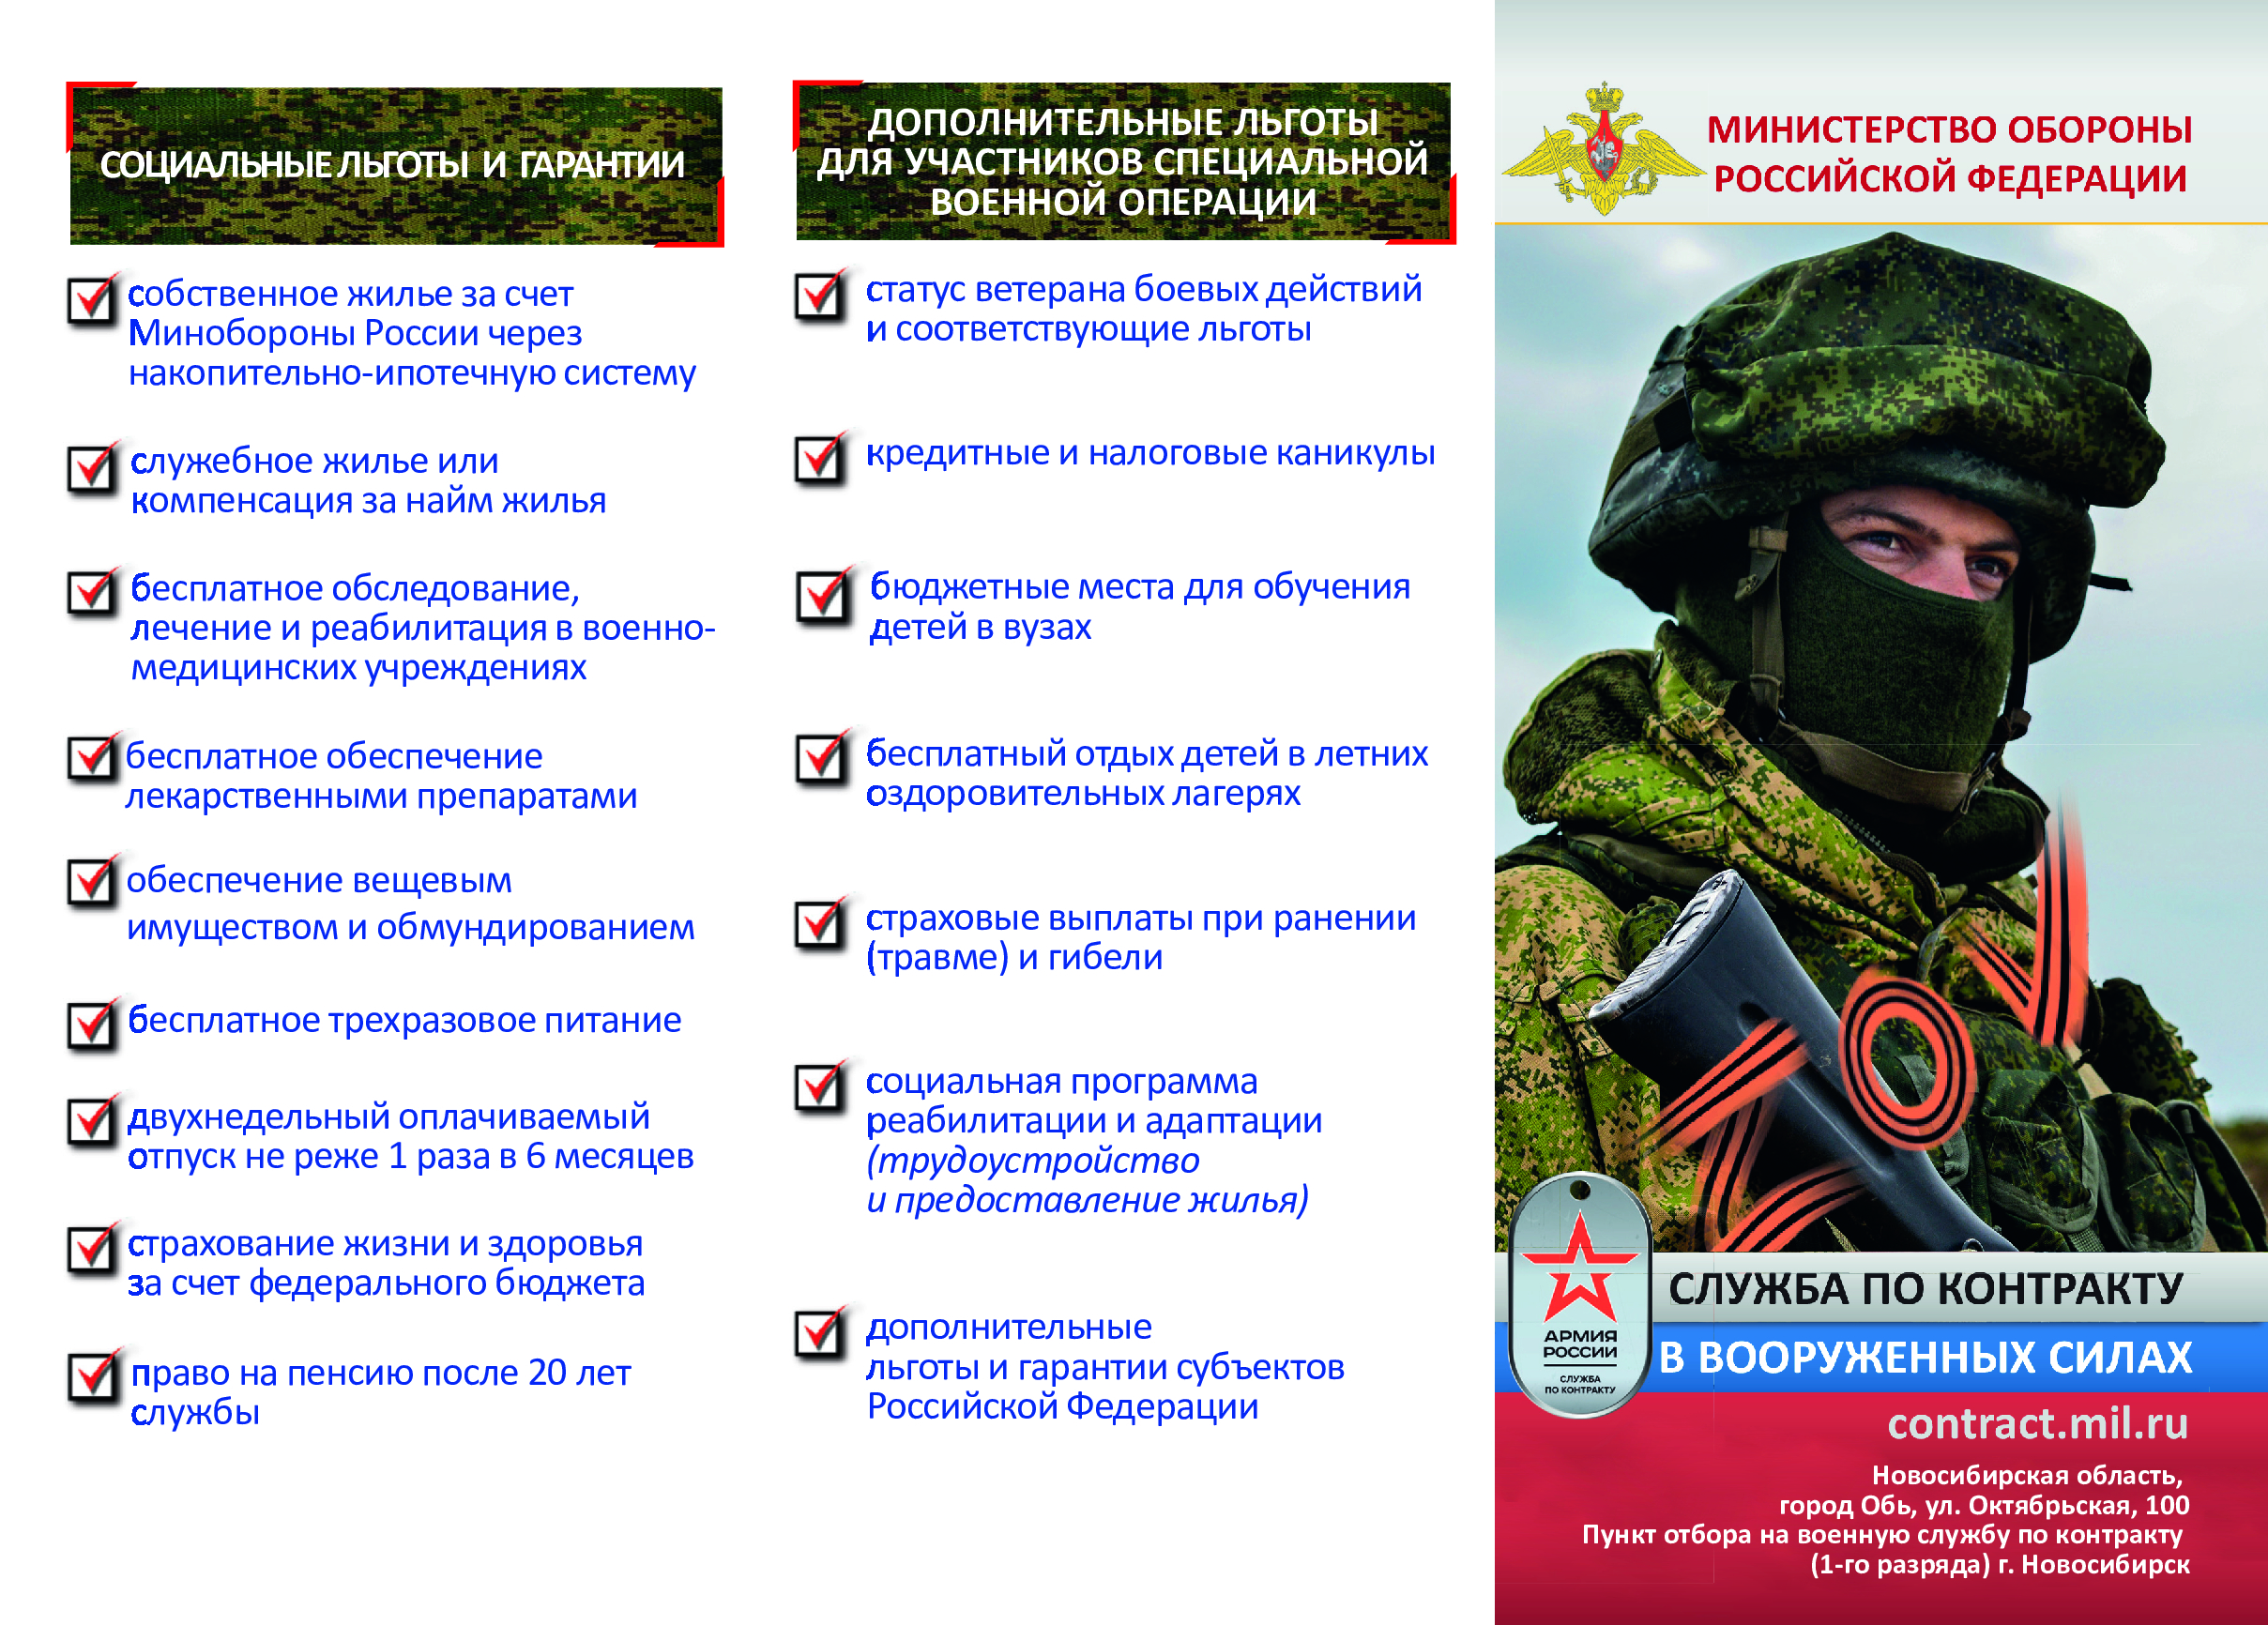 СОЦИАЛЬНЫЕ ЛЬГОТЫ И ГАРАНТИИ
собственное жилье за счет
Минобороны России через
накопительно-ипотечную систему
служебное жилье или
компенсация за найм жилья
бесплатное обследование,
лечение и реабилитация в военно-
медицинских учреждениях
бесплатное обеспечение
лекарственными препаратами
обеспечение вещевым
имуществом и обмундированием
бесплатное трехразовое питание
двухнедельный оплачиваемый
отпуск не реже 1 раза в 6 месяцев
страхование жизни и здоровья
за счет федерального бюджета
право на пенсию после 20 лет
службы
ДОПОЛНИТЕЛЬНЫЕ ЛЬГОТЫ
ДЛЯ УЧАСТНИКОВ СПЕЦИАЛЬНОЙ
ВОЕННОЙ ОПЕРАЦИИ
статус ветерана боевых действий
и соответствующие льготы
кредитные и налоговые каникулы
бюджетные места для обучения
детей в вузах
бесплатный отдых детей в летних
оздоровительных лагерях
страховые выплаты при ранении
(травме) и гибели
социальная программа
реабилитации и адаптации
(трудоустройство
и предоставление жилья)
дополнительные
льготы и гарантии субъектов
Российской Федерации
МИНИСТЕРСТВО ОБОРОНЫ
РОССИЙСКОЙ ФЕДЕРАЦИИ
ZOV
АРМИЯ
РОССИИ
СЛУЖБА
ПО КОНТРАКТУ
СЛУЖБА ПО КОНТРАКТУ
В ВООРУЖЕННЫХ СИЛАХ
contract.mil.ru
Новосибирская область,
город Обь, ул. Октябрьская, 100
Пункт отбора на военную службу по контракту
(1-го разряда) г. Новосибирск